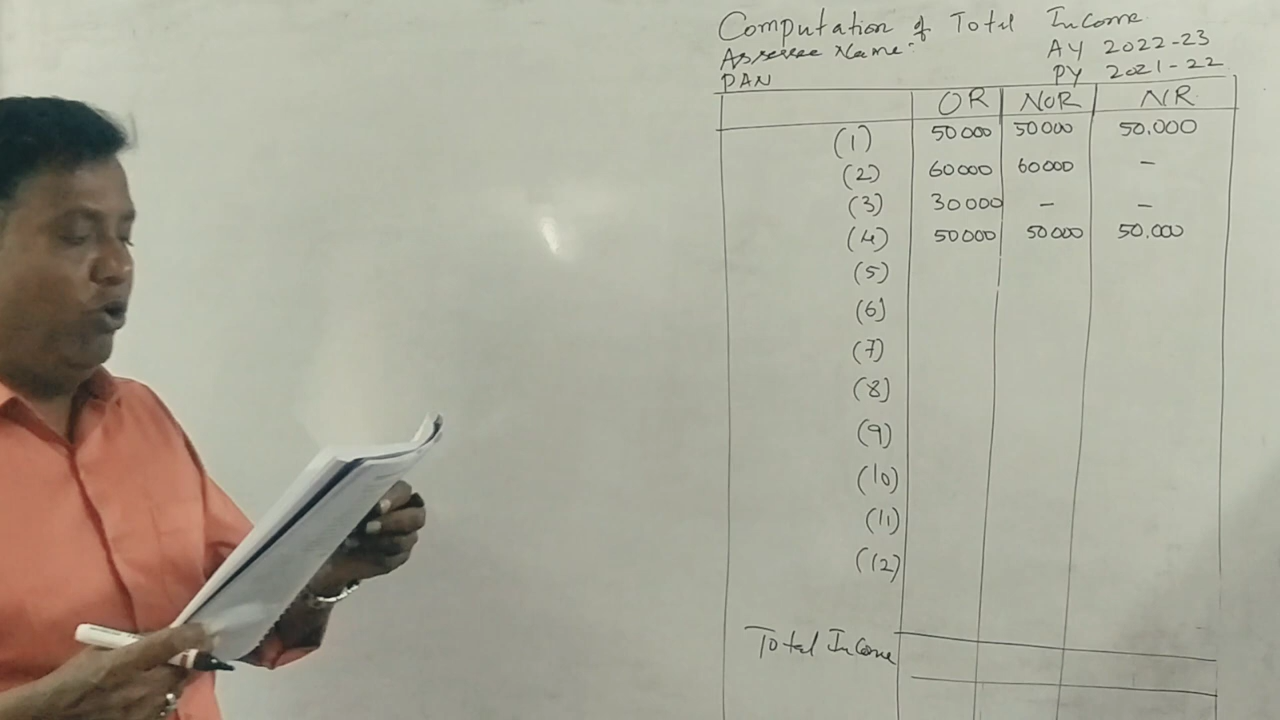 Computation of Total Income
Assessee Name:- AY 2022-23
PAN PY 2021-22
OR NOR NR
(1) 50000 50000 50.000
(2) 60000 60000 -
(3) 30000 - -
(4) 50000 50000 50.000
(5)
(6)
(7)
(8)
(9)
(10)
(11)
(12)
Total Income